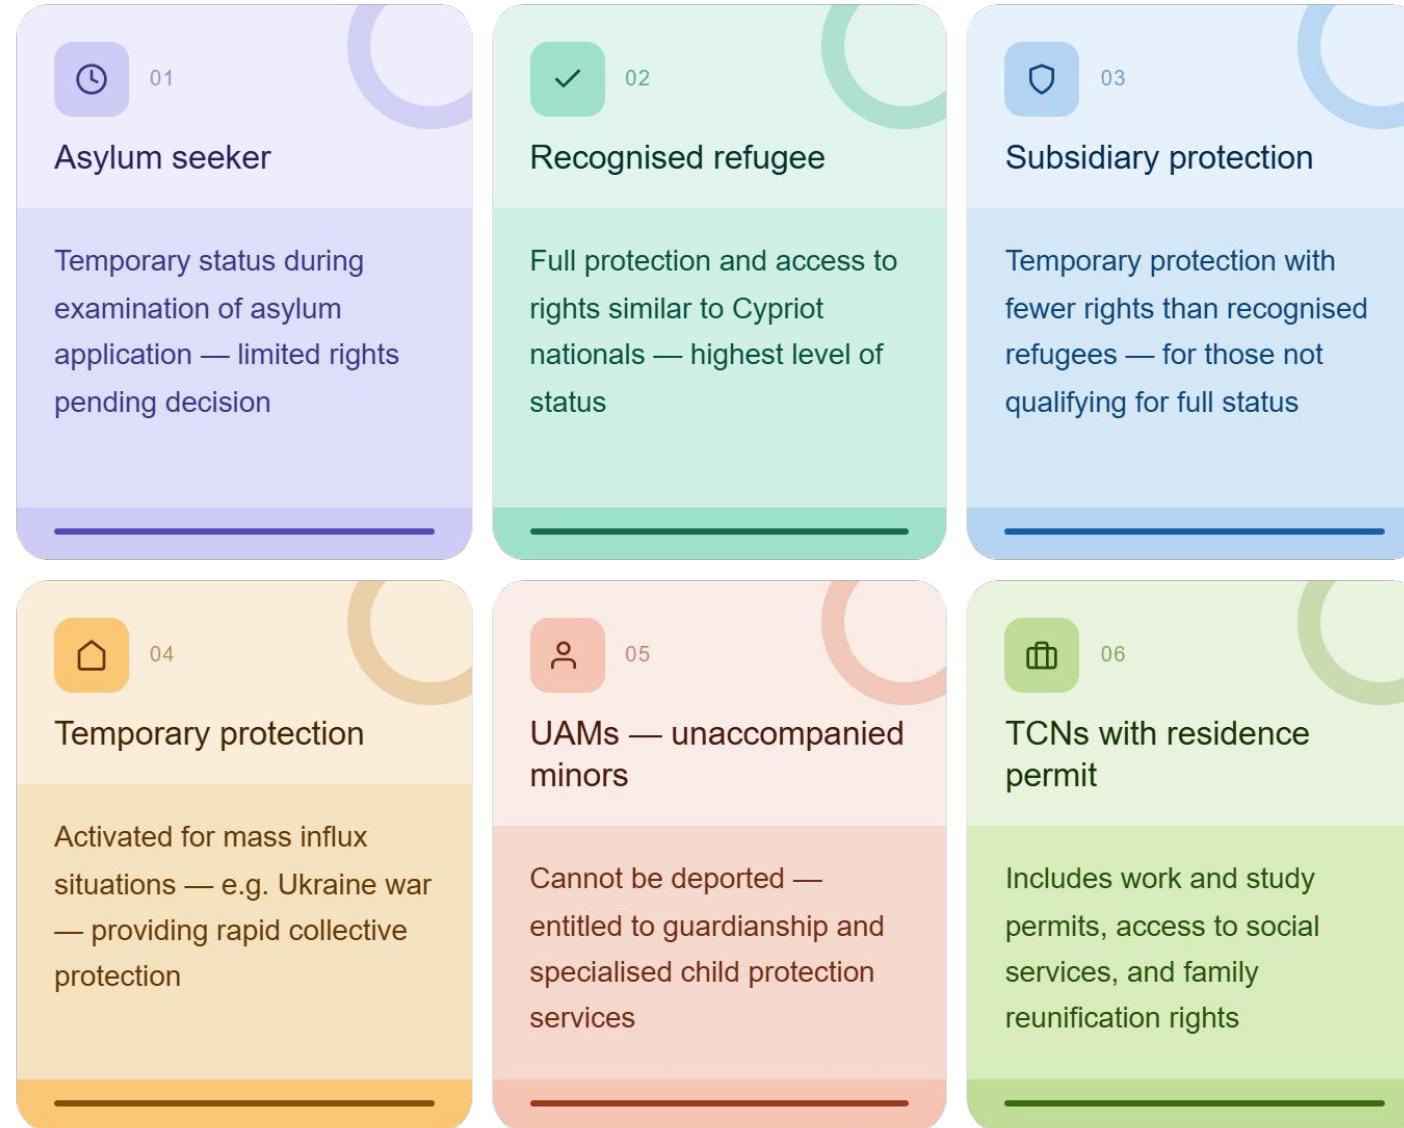 01
Asylum seeker
Temporary status during
examination of asylum
application — limited rights
pending decision
02
Recognised refugee
Full protection and access to
rights similar to Cypriot
nationals — highest level of
status
03
Subsidiary protection
Temporary protection with
fewer rights than recognised
refugees — for those not
qualifying for full status
04
Temporary protection
Activated for mass influx
situations — e.g. Ukraine war
— providing rapid collective
protection
05
UAMs — unaccompanied
minors
Cannot be deported —
entitled to guardianship and
specialised child protection
services
06
TCNs with residence
permit
Includes work and study
permits, access to social
services, and family
reunification rights